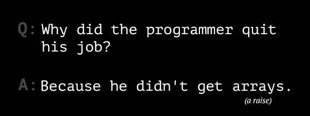 Q: Why did the programmer quit
his job?
A: Because he didn't get arrays.
(a raise)